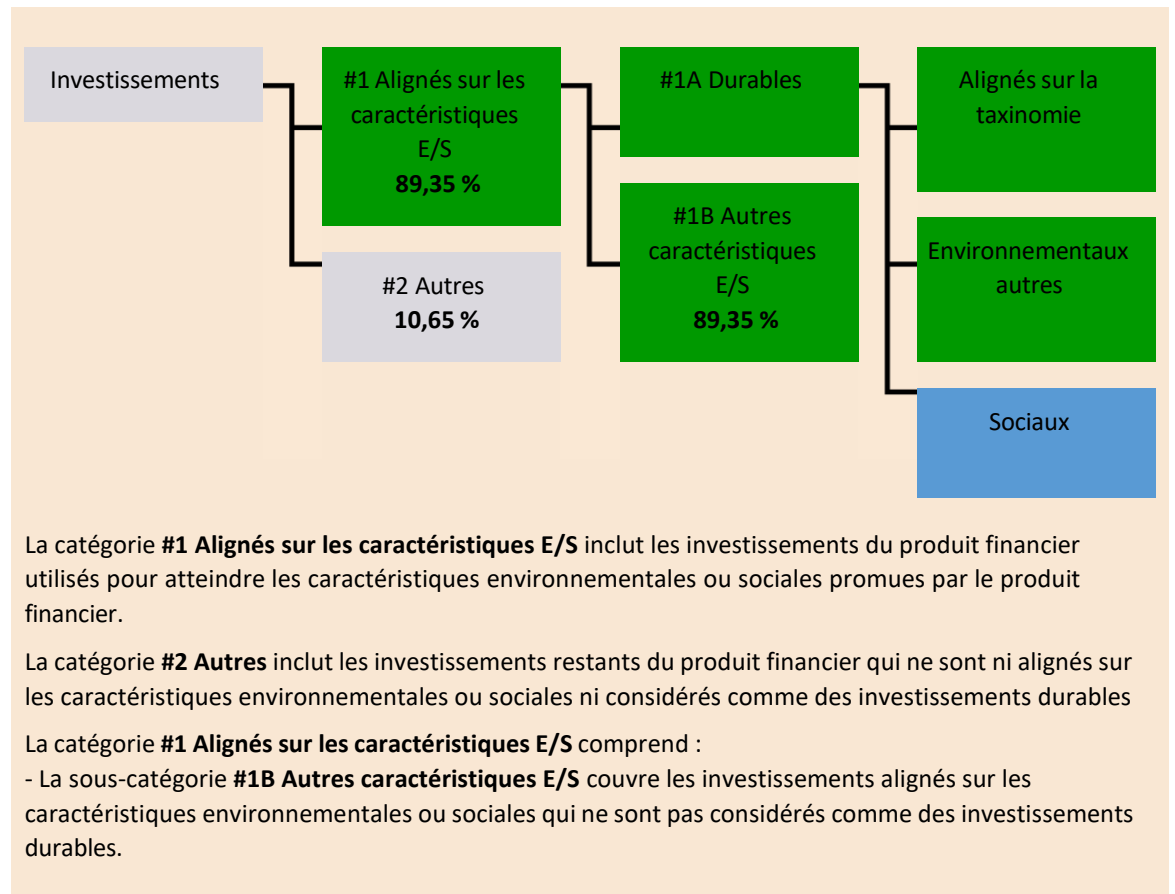 Investissements
#1 Alignés sur les
caractéristiques
E/S
89,35 %
#2 Autres
10,65 %
#1A Durables
#1B Autres
caractéristiques
E/S
89,35 %
Alignés sur la
taxinomie
Environnementaux
autres
Sociaux
La catégorie #1 Alignés sur les caractéristiques E/S inclut les investissements du produit financier
utilisés pour atteindre les caractéristiques environnementales ou sociales promues par le produit
financier.
La catégorie #2 Autres inclut les investissements restants du produit financier qui ne sont ni alignés sur
les caractéristiques environnementales ou sociales ni considérés comme des investissements durables
La catégorie #1 Alignés sur les caractéristiques E/S comprend :
- La sous-catégorie #1B Autres caractéristiques E/S couvre les investissements alignés sur les
caractéristiques environnementales ou sociales qui ne sont pas considérés comme des investissements
durables.